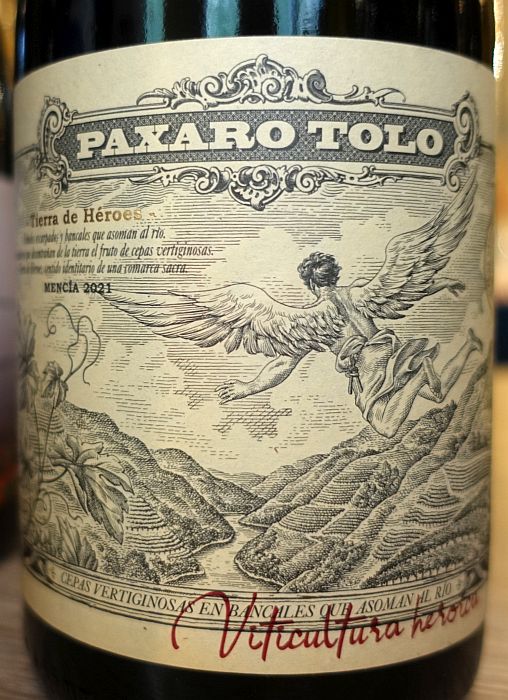 PAXARO TOLO
Tierra de Héroes
escarpados y bancales que asoman al río.
de la tierra el fruto de cepas vertiginosas.
sentido identitario de una comarca sacra.
MENCÍA 2021
CEPAS VERTIGINOSAS EN BANCALES QUE ASOMAN AL RÍO
Viticultura heroica